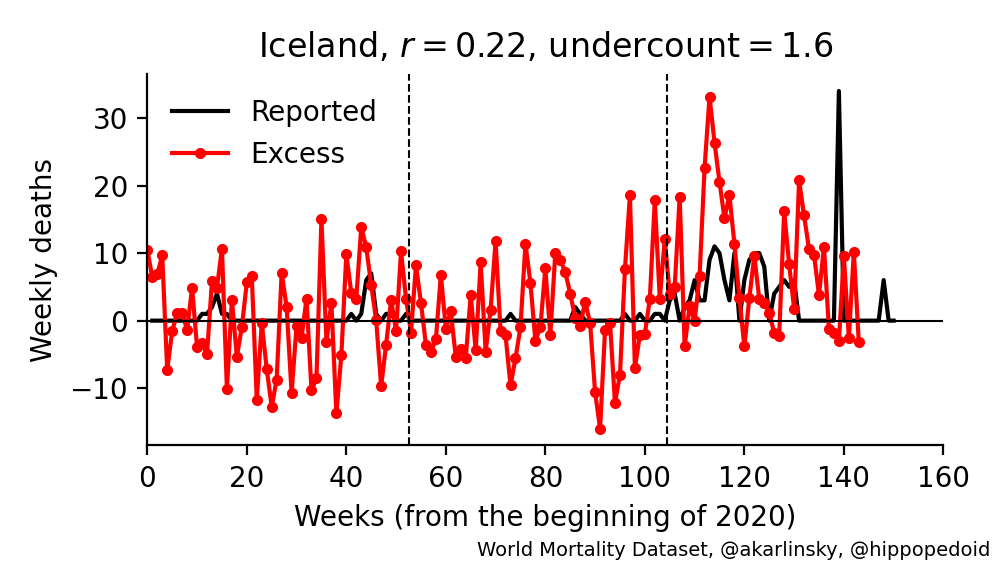 Iceland, r = 0.22, undercount = 1.6
Reported
Excess
Weekly deaths
30
20
10
0
−10
0 20 40 60 80 100 120 140 160
Weeks (from the beginning of 2020)
World Mortality Dataset, @akarlinsky, @hippopedoid